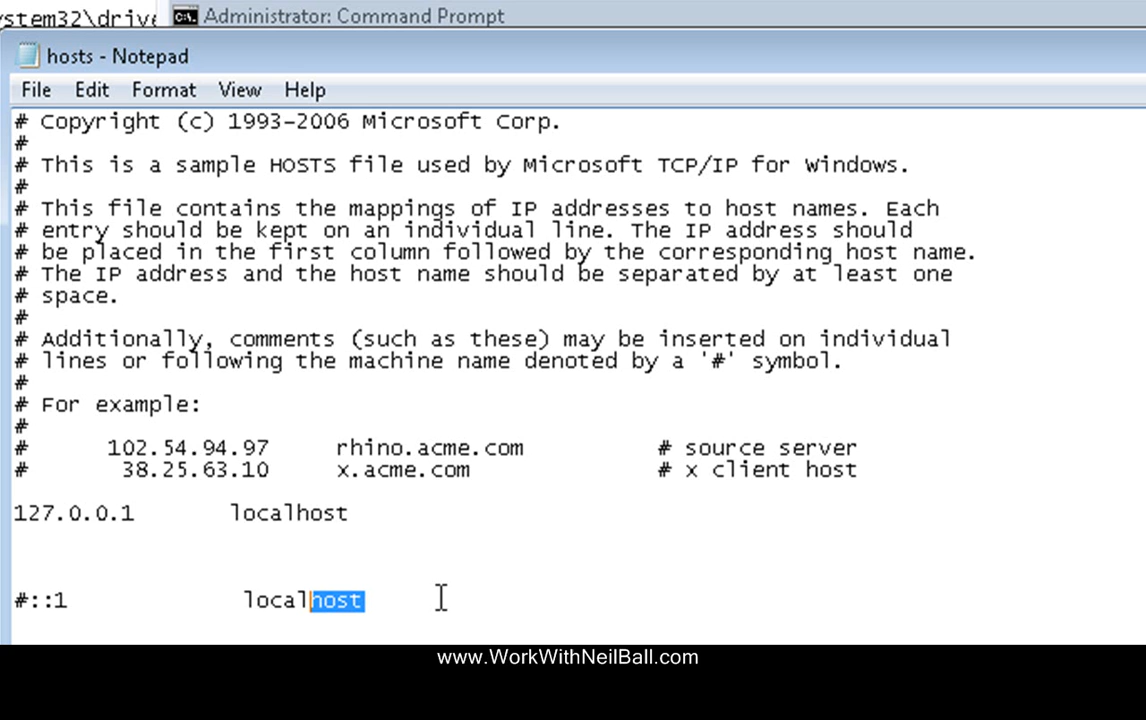 ystem32\drive
Administrator: Command Prompt
hosts - Notepad
File Edit Format View Help
# Copyright (c) 1993-2006 Microsoft Corp.
#
# This is a sample HOSTS file used by Microsoft TCP/IP for Windows.
#
# This file contains the mappings of IP addresses to host names. Each
# entry should be kept on an individual line. The IP address should
# be placed in the first column followed by the corresponding host name.
# The IP address and the host name should be separated by at least one
# space.
#
# Additionally, comments (such as these) may be inserted on individual
# lines or following the machine name denoted by a '#' symbol.
#
# For example:
#
# 102.54.94.97 rhino.acme.com # source server
# 38.25.63.10 x.acme.com # x client host
127.0.0.1 localhost
#::1 localhost
www.WorkWithNeilBall.com